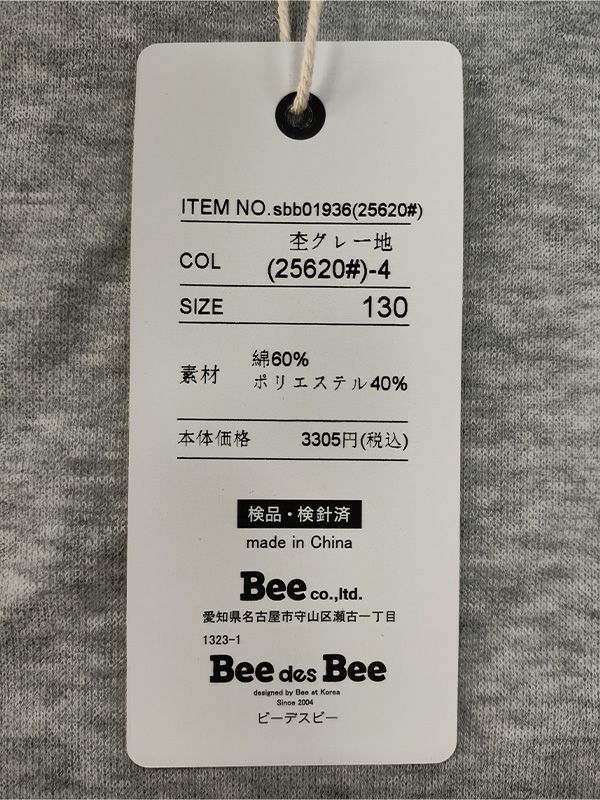 ITEM NO.sbb01936(25620#)
杢グレー地
COL (25620#)-4
SIZE 130
綿60%
素材 ポリエステル40%
本体価格 3305円(税込)
検品・検針済
made in China
Bee co.,ltd.
愛知県名古屋市守山区瀬古一丁目
1323-1
Bee des Bee
designed by Bee at Korea
Since 2004
ビーデスビー